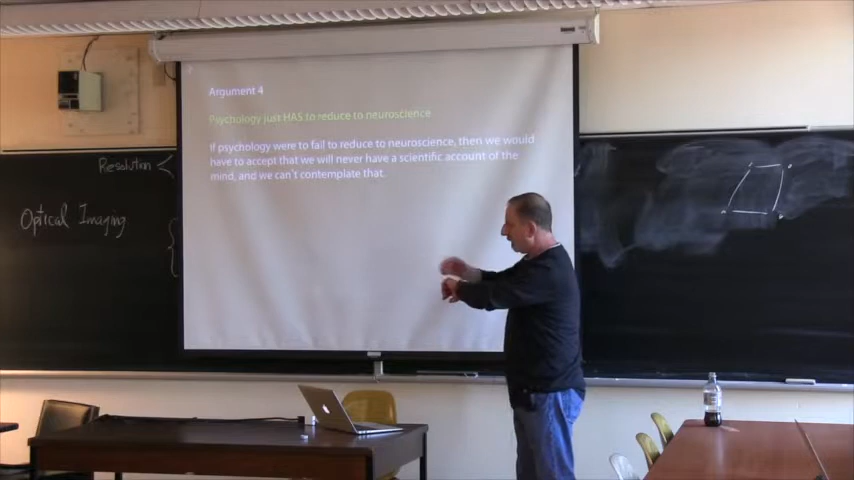 Argument 4
Psychology just HAS to reduce to neuroscience
If psychology were to fail to reduce to neuroscience, then we would
have to accept that we will never have a scientific account of the
mind, and we can't contemplate that.
Resolution
Optical Imaging